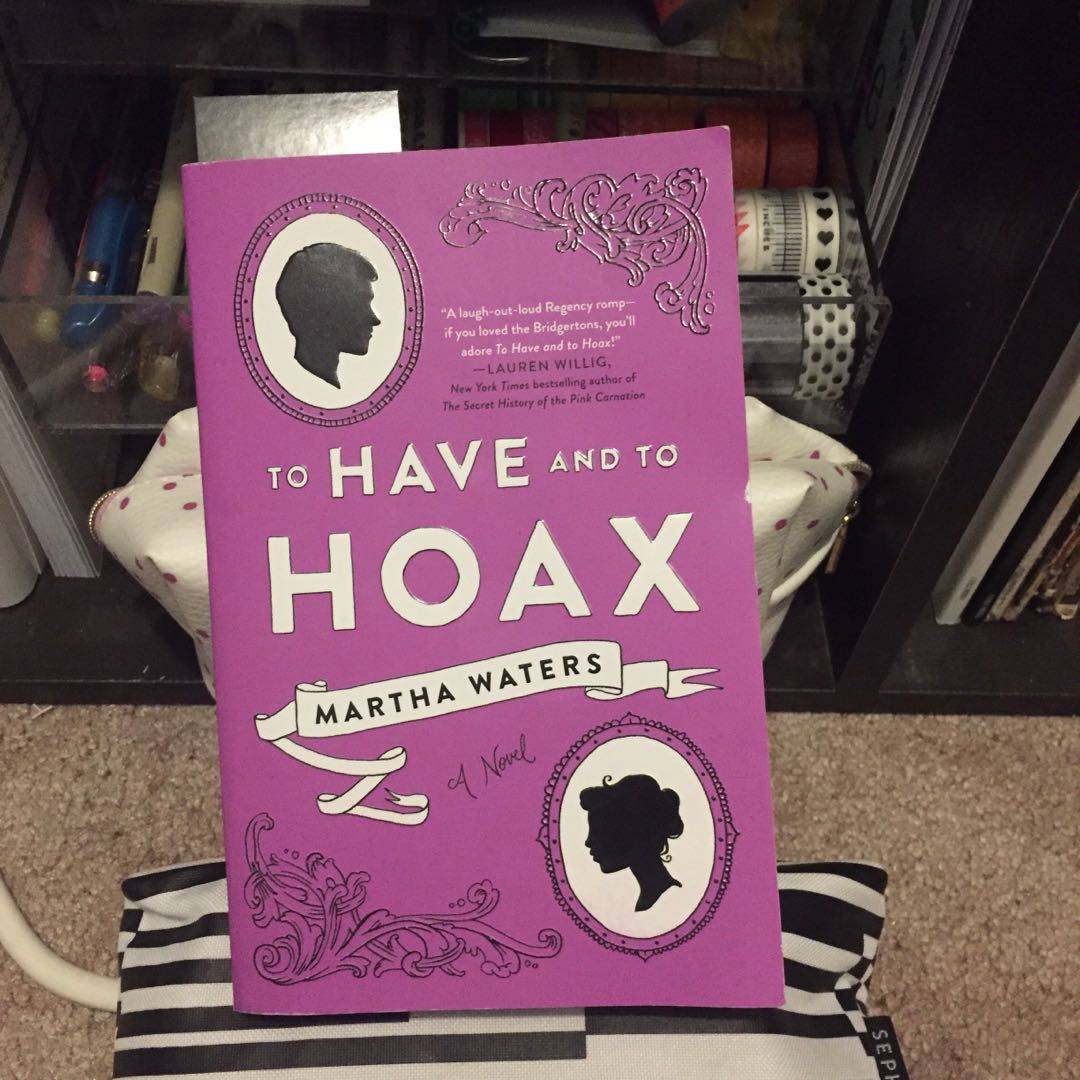 "A laugh-out-loud Regency romp—
if you loved the Bridgertons, you'll
adore To Have and to Hoax!"
—LAUREN WILLIG,
New York Times bestselling author of
The Secret History of the Pink Carnation
TO HAVE AND TO
HOAX
MARTHA WATERS
A Novel
INCHES
SEPH